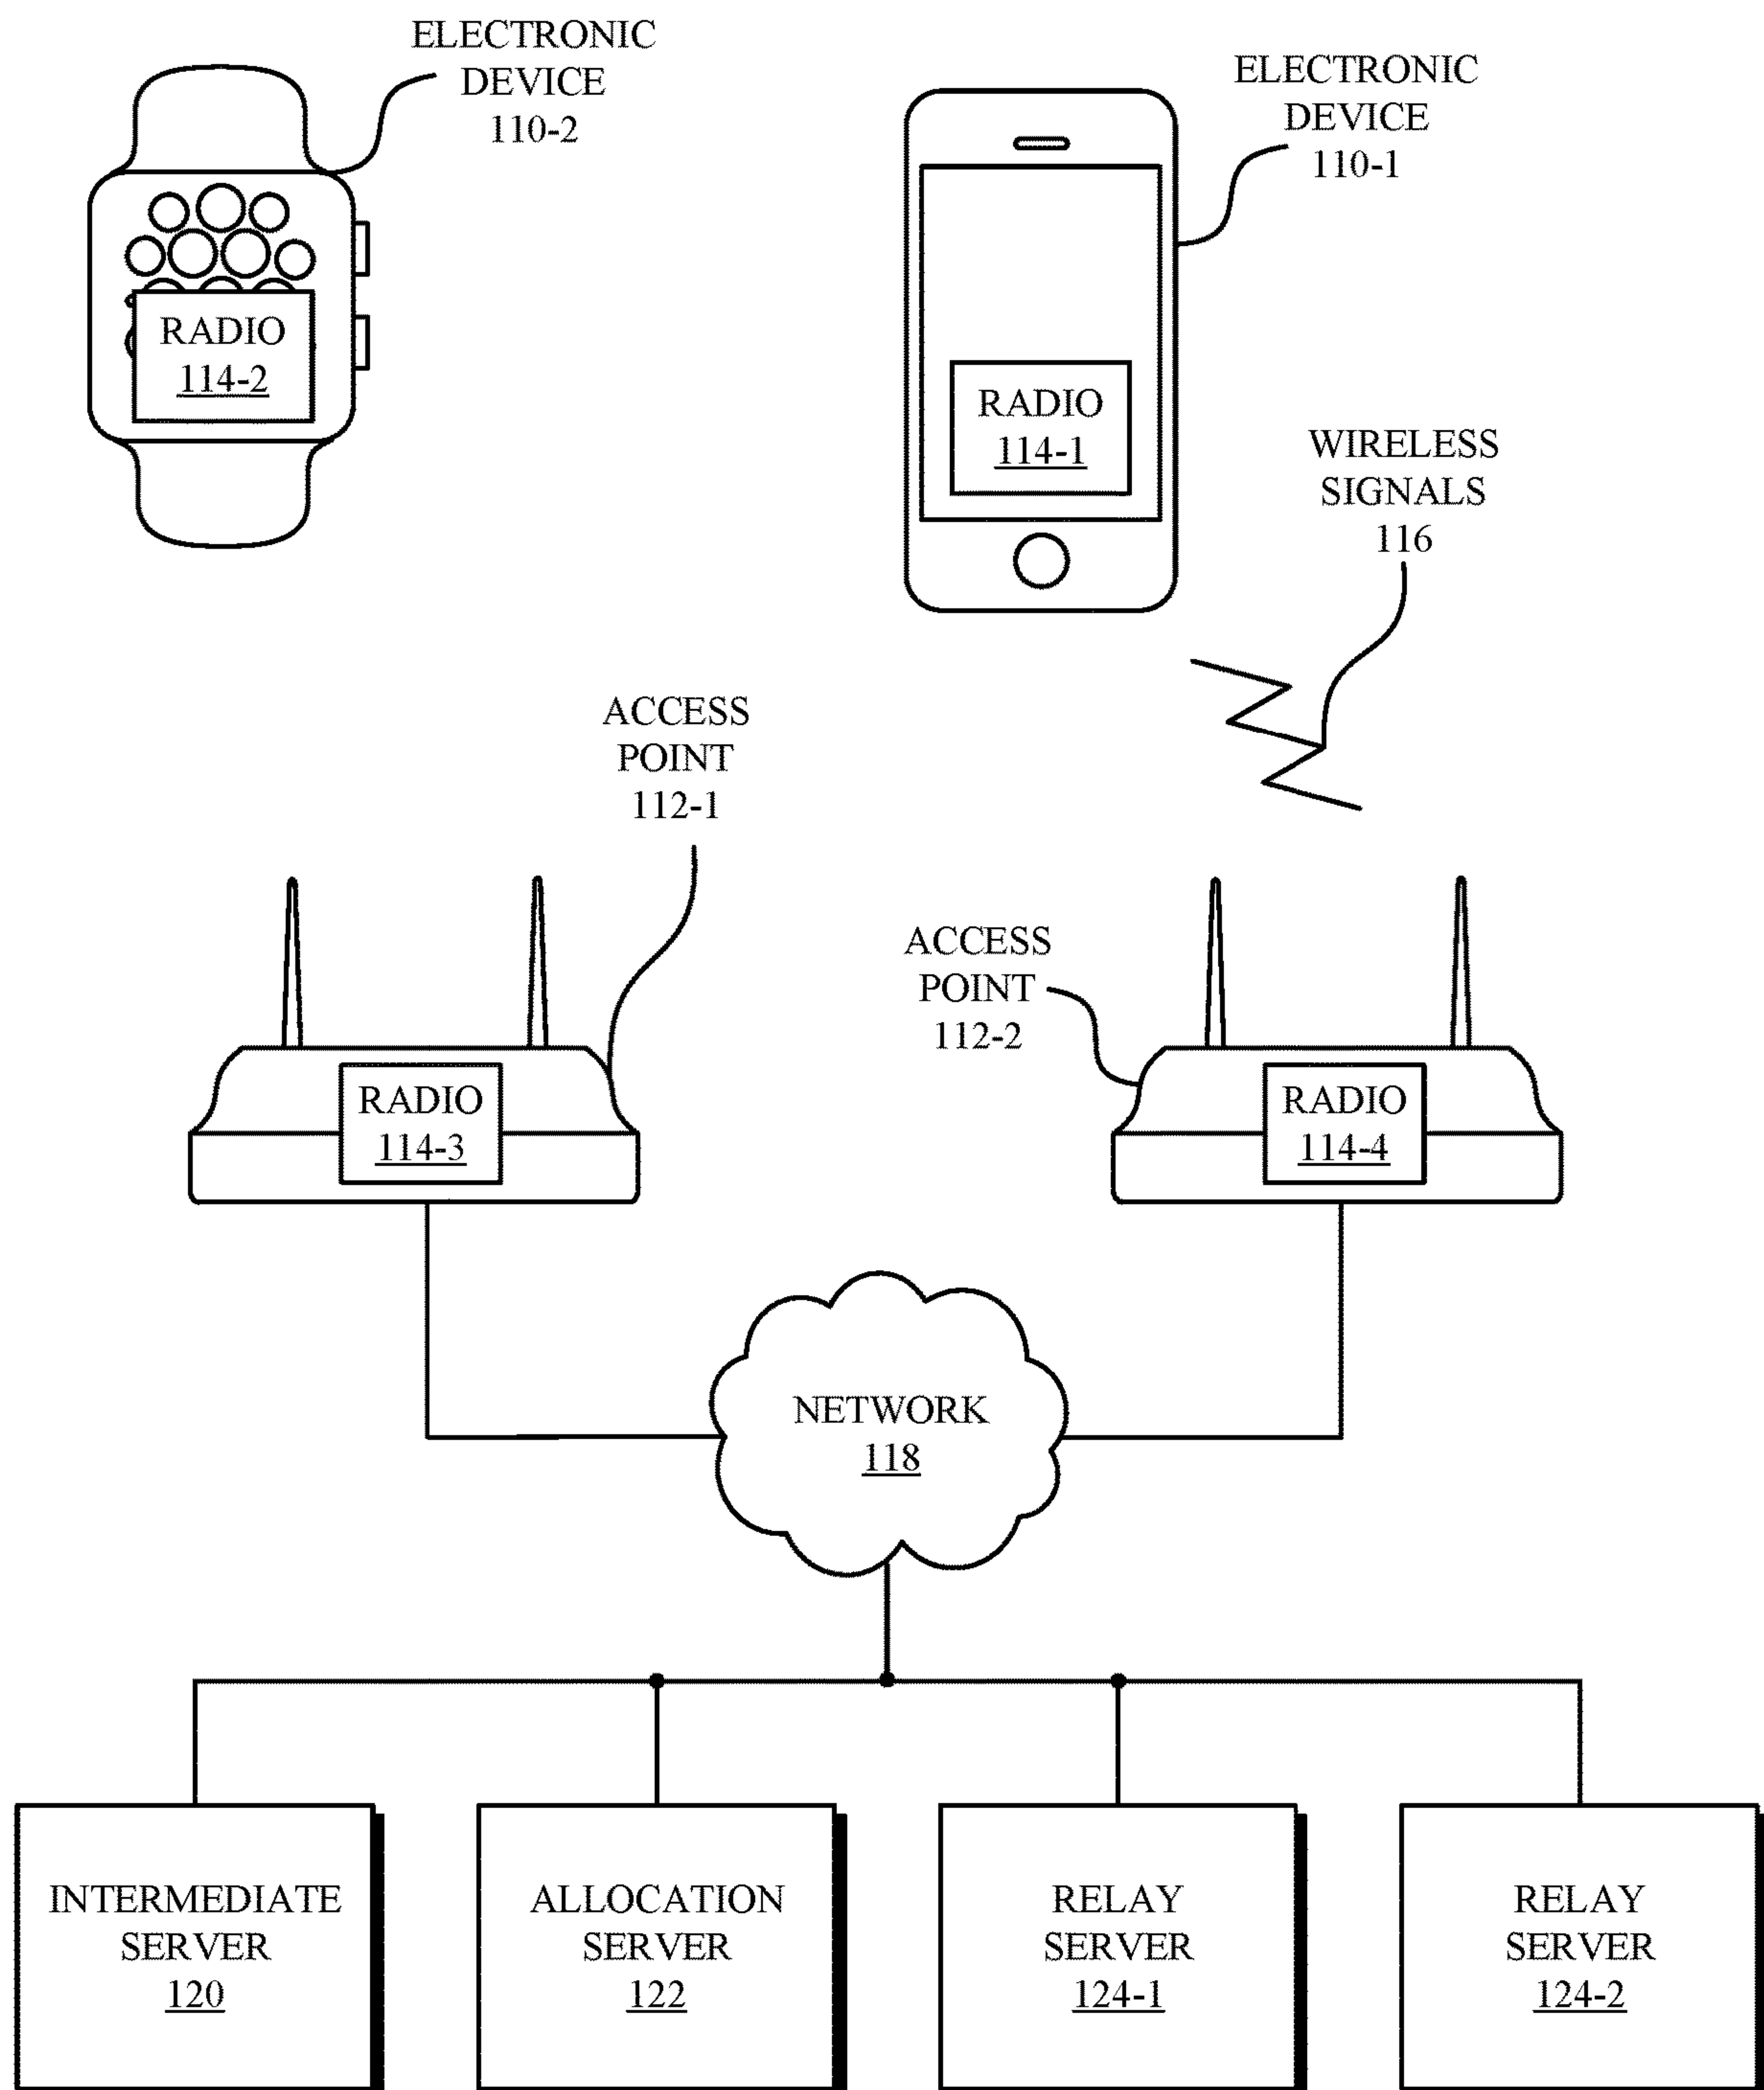 ELECTRONIC
DEVICE
110-2
ELECTRONIC
DEVICE
110-1
RADIO
114-2
RADIO
114-1
WIRELESS
SIGNALS
116
ACCESS
POINT
112-1
ACCESS
POINT
112-2
RADIO
114-3
RADIO
114-4
NETWORK
118
INTERMEDIATE
SERVER
120
ALLOCATION
SERVER
122
RELAY
SERVER
124-1
RELAY
SERVER
124-2